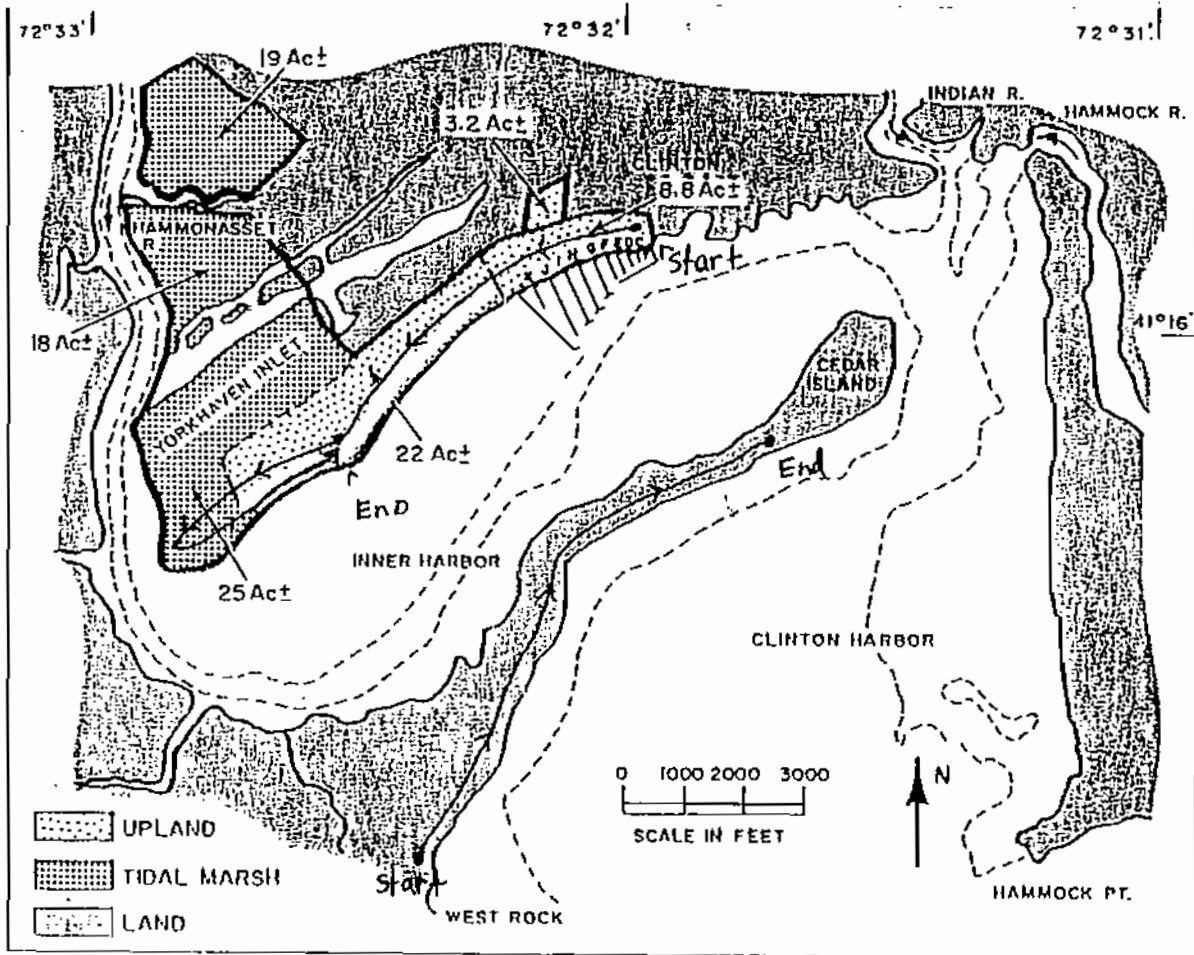 72°33'
72°32'
72°31'
19 Ac±
INDIAN R.
HAMMOCK R.
3.2 Ac±
CLINTON
8.8 Ac±
HAMMONASSET
R.
J I H G F E D C
Start
18 Ac±
41°16'
YORKHAVEN INLET
CEDAR
ISLAND
22 Ac±
End
End
25 Ac±
INNER HARBOR
CLINTON HARBOR
0 1000 2000 3000
SCALE IN FEET
N
UPLAND
TIDAL MARSH
LAND
Start
WEST ROCK
HAMMOCK PT.